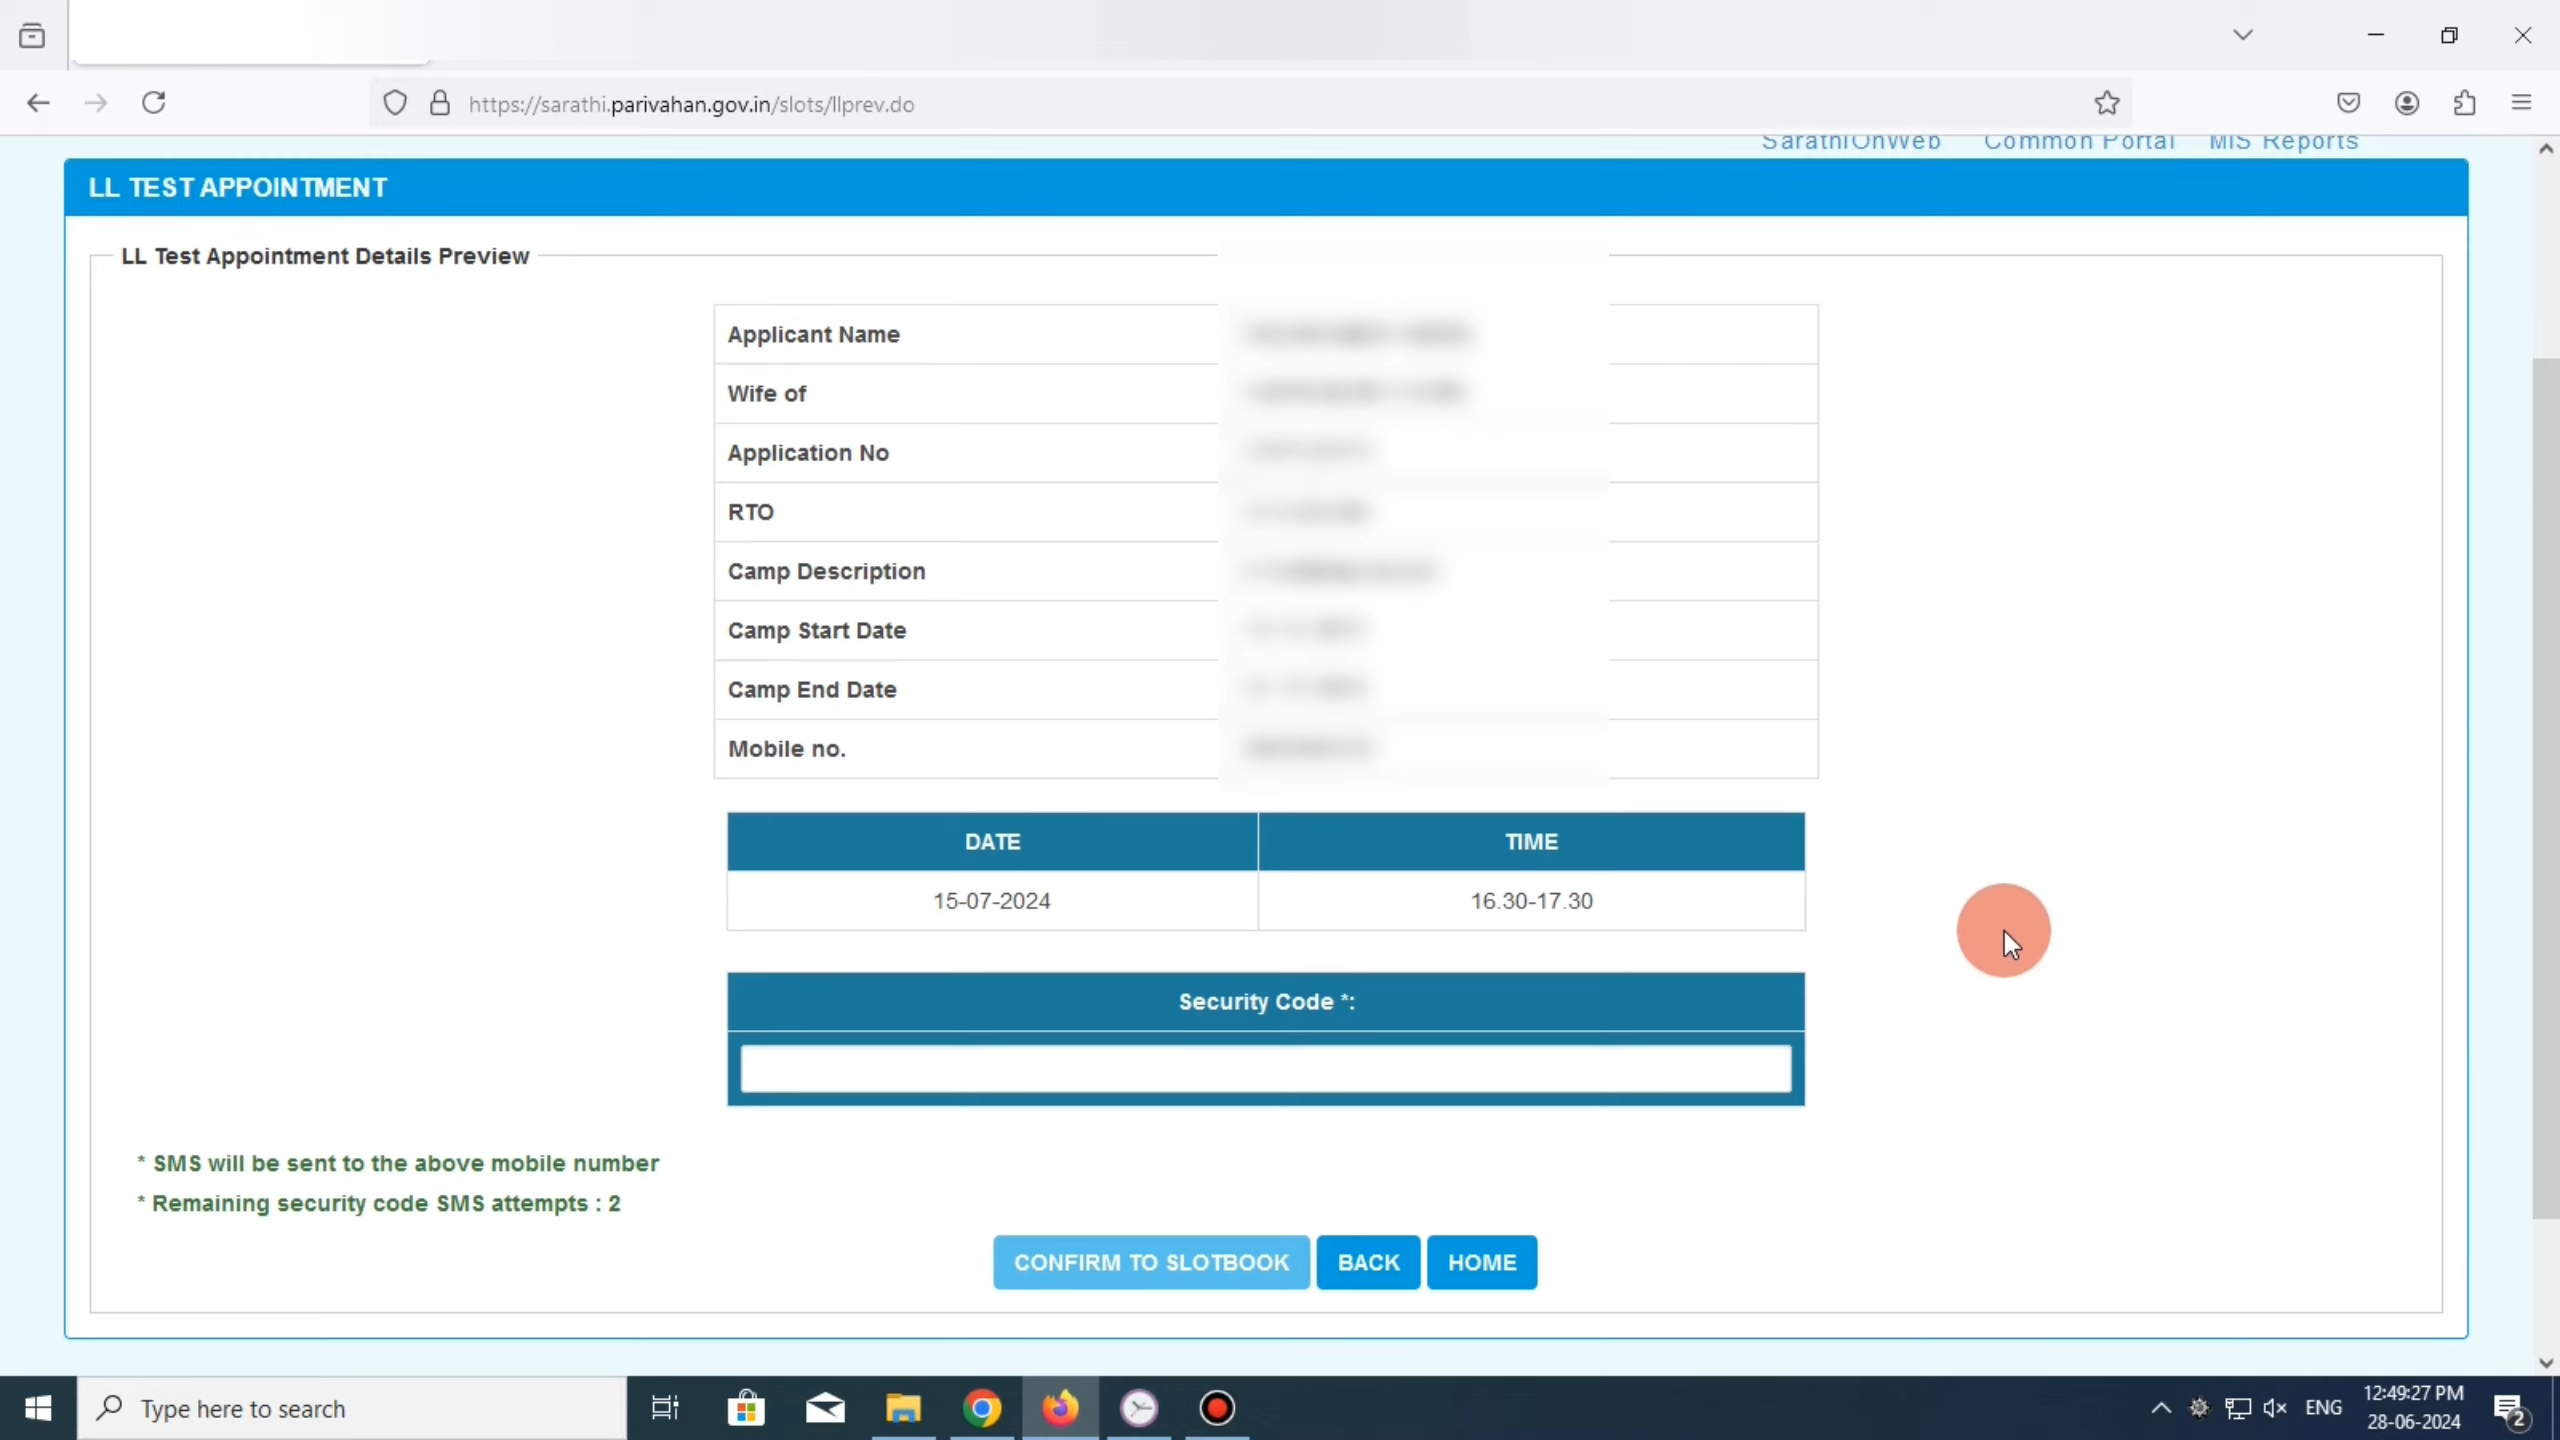 https://sarathi.parivahan.gov.in/slots/llprev.do
SarathiOnWeb Common Portal MIS Reports
LL TEST APPOINTMENT
LL Test Appointment Details Preview
Applicant Name
Wife of
Application No
RTO
Camp Description
Camp Start Date
Camp End Date
Mobile no.
DATE TIME
15-07-2024 16.30-17.30
Security Code *:
* SMS will be sent to the above mobile number
* Remaining security code SMS attempts : 2
CONFIRM TO SLOTBOOK BACK HOME
Type here to search
ENG
12:49:27 PM
28-06-2024
2